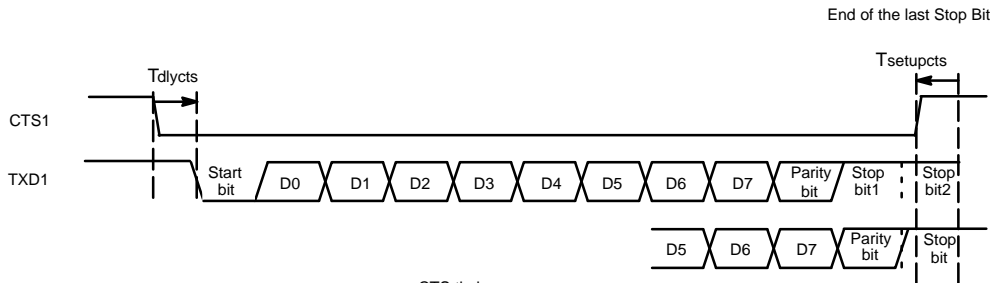 End of the last Stop Bit
Tdlycts
Tsetupcts
CTS1
TXD1
Start bit
D0
D1
D2
D3
D4
D5
D6
D7
Parity bit
Stop bit1
Stop bit2
D5
D6
D7
Parity bit
Stop bit